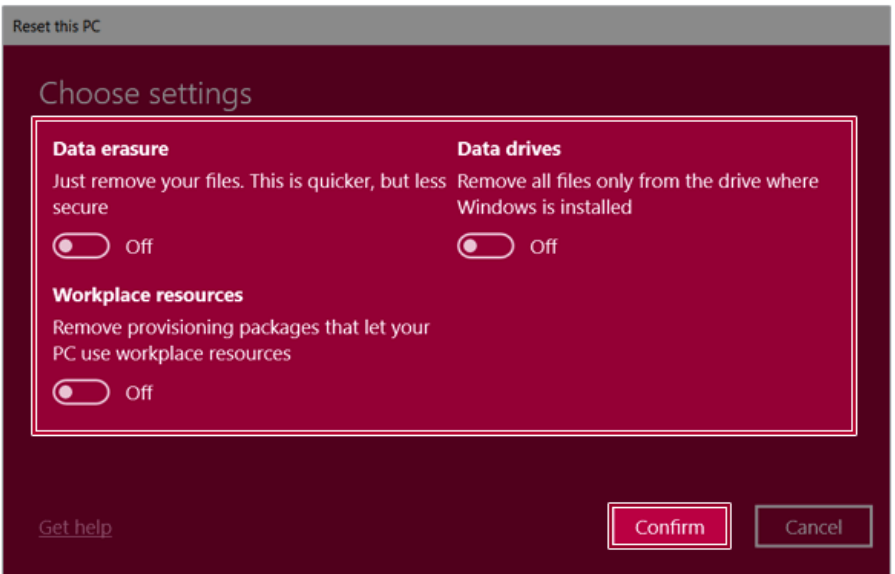 Reset this PC
Choose settings
Data erasure
Just remove your files. This is quicker, but less
secure
Off
Data drives
Remove all files only from the drive where
Windows is installed
Off
Workplace resources
Remove provisioning packages that let your
PC use workplace resources
Off
Get help
Confirm
Cancel